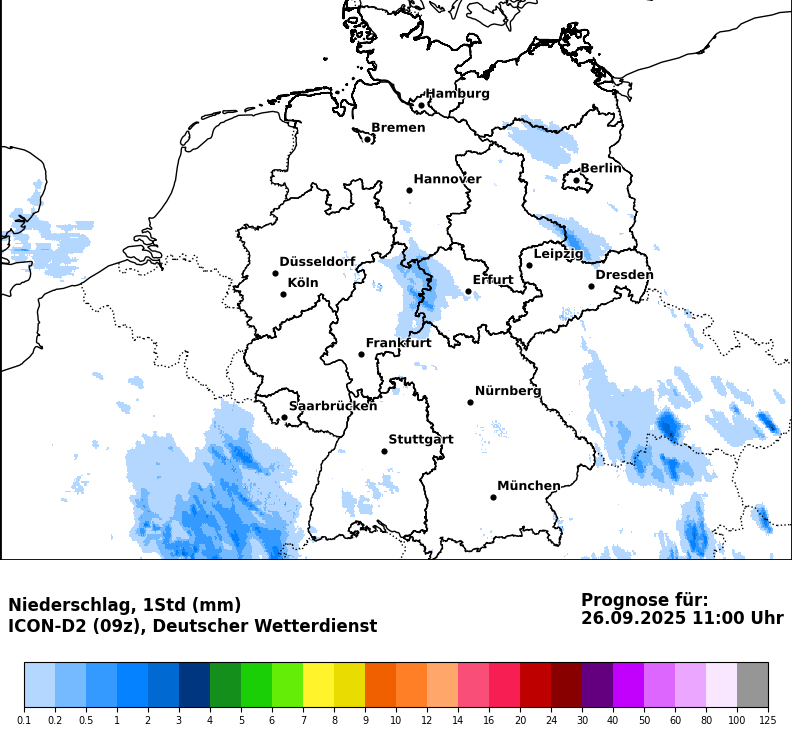 Hamburg
Bremen
Berlin
Hannover
Düsseldorf
Leipzig
Köln
Erfurt
Dresden
Frankfurt
Nürnberg
Saarbrücken
Stuttgart
München
Niederschlag, 1Std (mm)
ICON-D2 (09z), Deutscher Wetterdienst
Prognose für:
26.09.2025 11:00 Uhr
0.1 0.2 0.5 1 2 3 4 5 6 7 8 9 10 12 14 16 20 24 30 40 50 60 80 100 125